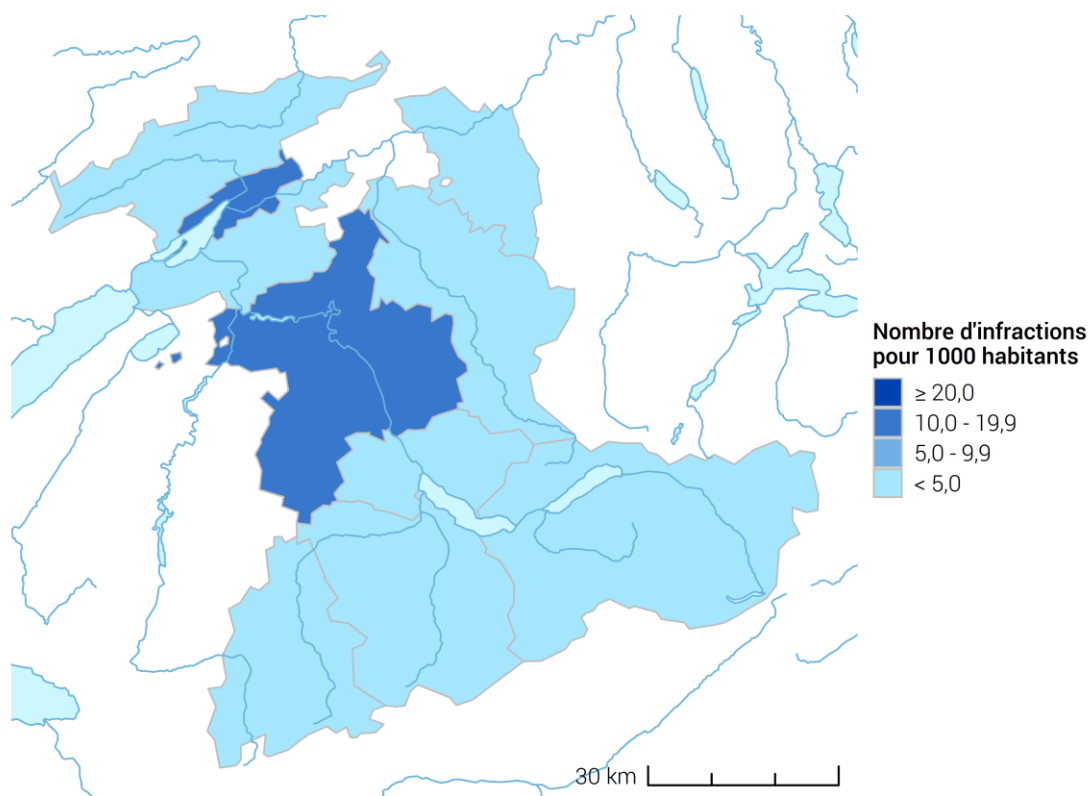 Nombre d'infractions
pour 1000 habitants
≥ 20,0
10,0 - 19,9
5,0 - 9,9
< 5,0
30 km